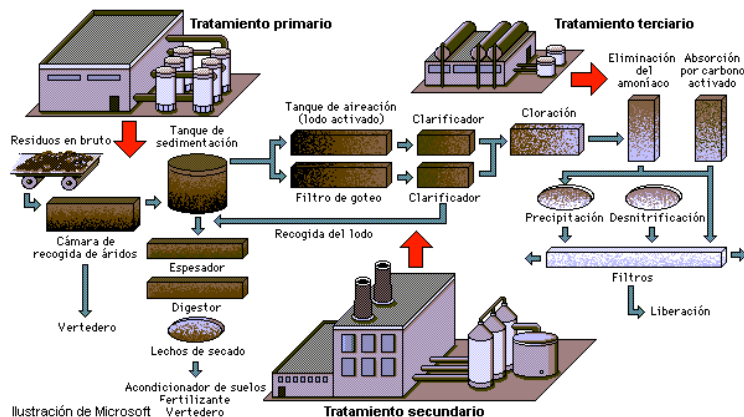 Tratamiento primario
Tratamiento terciario
Eliminación
del
amoníaco
Absorción
por carbono
activado
Residuos en bruto
Tanque de
sedimentación
Tanque de aireación
(lodo activado)
Clarificador
Cloración
Filtro de goteo
Clarificador
Recogida del lodo
Cámara de
recogida de áridos
Vertedero
Espesador
Digestor
Lechos de secado
Acondicionador de suelos
Fertilizante
Vertedero
Precipitación
Desnitrificación
Filtros
Liberación
Ilustración de Microsoft
Tratamiento secundario